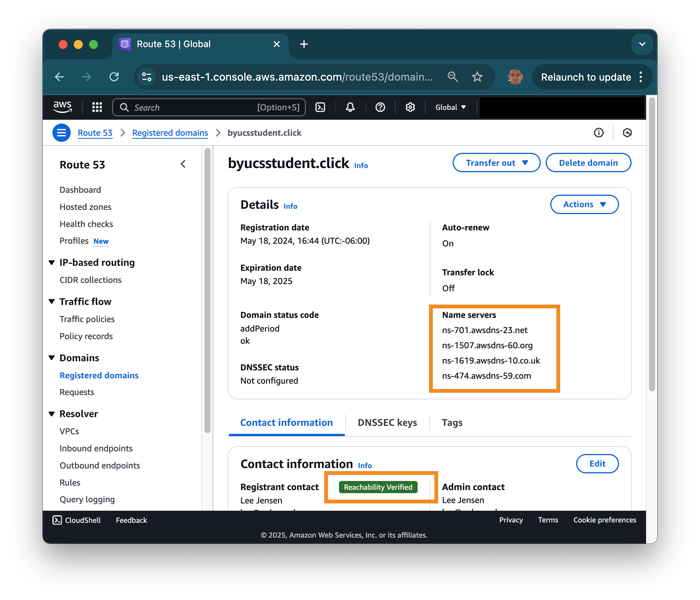 Route 53 | Global
us-east-1.console.aws.amazon.com/route53/domain...
Relaunch to update
aws
Search
[Option+S]
Global
Route 53
Registered domains
byucsstudent.click
Route 53
Dashboard
Hosted zones
Health checks
Profiles New
IP-based routing
CIDR collections
Traffic flow
Traffic policies
Policy records
Domains
Registered domains
Requests
Resolver
VPCs
Inbound endpoints
Outbound endpoints
Rules
Query logging
byucsstudent.click Info
Transfer out
Delete domain
Details Info
Actions
Registration date
May 18, 2024, 16:44 (UTC:-06:00)
Expiration date
May 18, 2025
Domain status code
addPeriod
ok
DNSSEC status
Not configured
Auto-renew
On
Transfer lock
Off
Name servers
ns-701.awsdns-23.net
ns-1507.awsdns-60.org
ns-1619.awsdns-10.co.uk
ns-474.awsdns-59.com
Contact information
DNSSEC keys
Tags
Contact information Info
Edit
Registrant contact
Reachability Verified
Lee Jensen
Admin contact
Lee Jensen
CloudShell
Feedback
Privacy
Terms
Cookie preferences
© 2025, Amazon Web Services, Inc. or its affiliates.